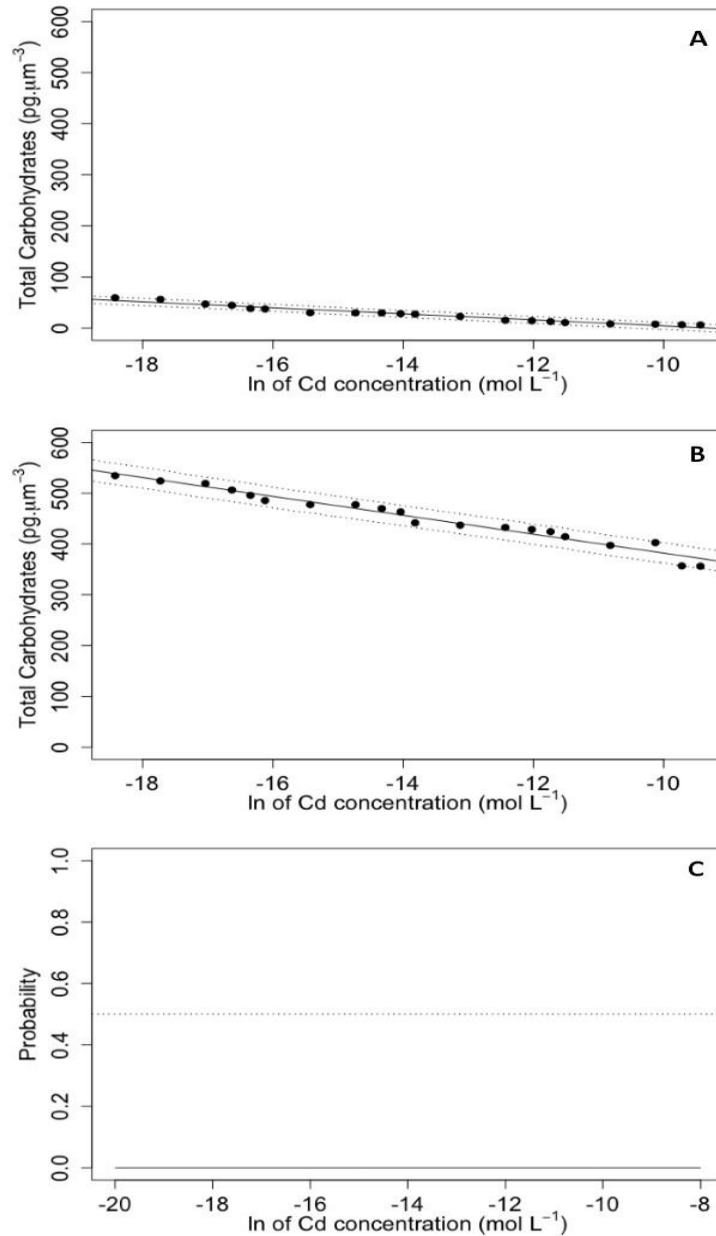 A
Total Carbohydrates (pg.μm⁻³)
600
500
400
300
200
100
0
-18 -16 -14 -12 -10
ln of Cd concentration (mol L⁻¹)
B
Total Carbohydrates (pg.μm⁻³)
600
500
400
300
200
100
0
-18 -16 -14 -12 -10
ln of Cd concentration (mol L⁻¹)
C
Probability
1.0
0.8
0.6
0.4
0.2
0.0
-20 -18 -16 -14 -12 -10 -8
ln of Cd concentration (mol L⁻¹)